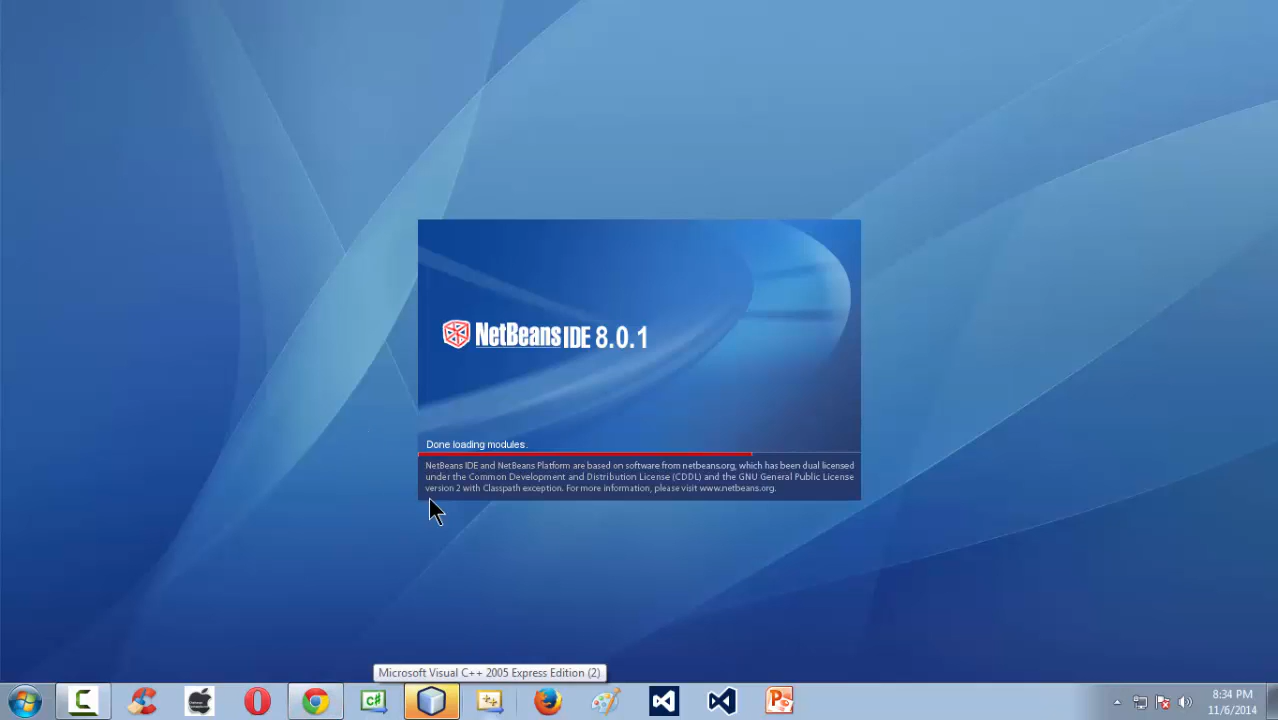 NetBeans IDE 8.0.1
Done loading modules.
NetBeans IDE and NetBeans Platform are based on software from netbeans.org, which has been dual licensed
under the Common Development and Distribution License (CDDL) and the GNU General Public License
version 2 with Classpath exception. For more information, please visit www.netbeans.org.
Microsoft Visual C++ 2005 Express Edition (2)
C#
8:34 PM
11/6/2014